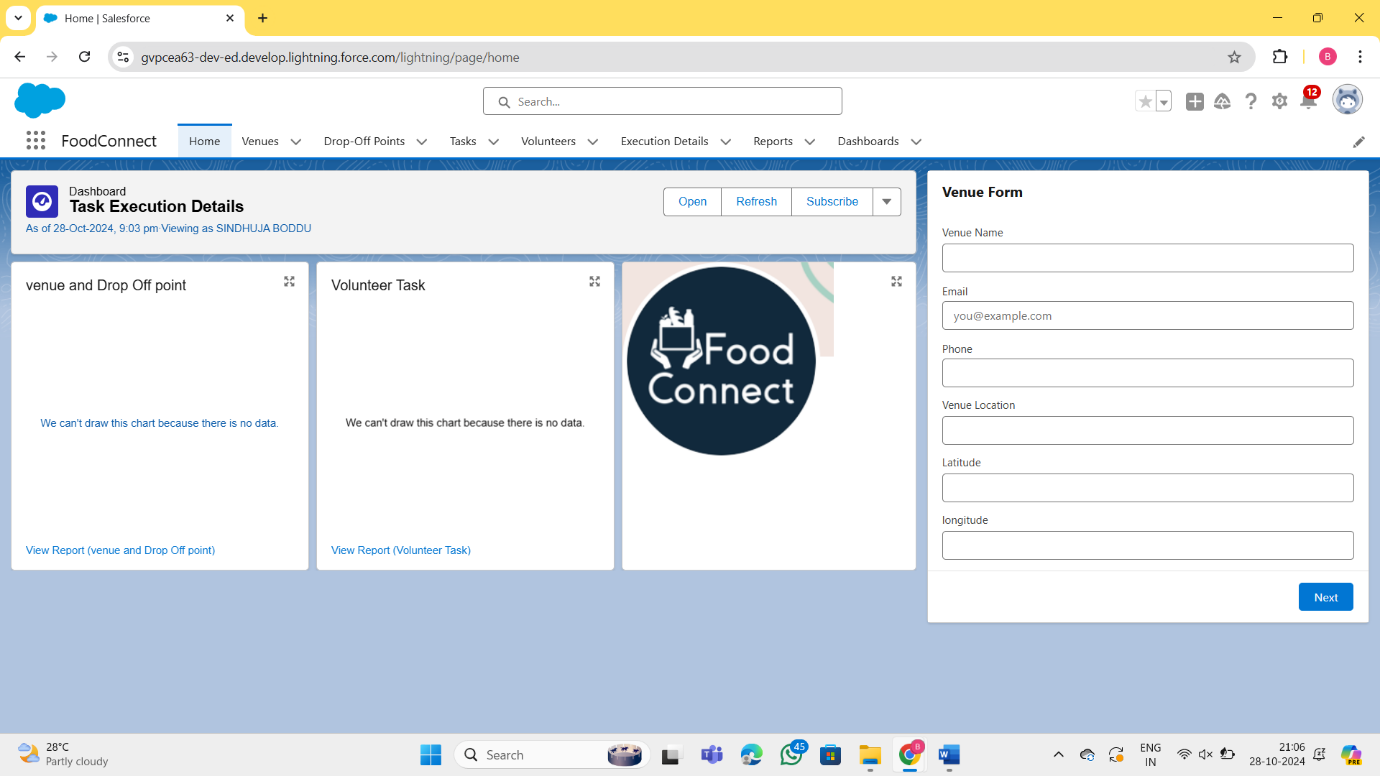 Home | Salesforce
gvpcea63-dev-ed.develop.lightning.force.com/lightning/page/home
B
Search...
12
FoodConnect
Home
Venues
Drop-Off Points
Tasks
Volunteers
Execution Details
Reports
Dashboards
Dashboard
Task Execution Details
As of 28-Oct-2024, 9:03 pm·Viewing as SINDHUJA BODDU
Open
Refresh
Subscribe
venue and Drop Off point
We can't draw this chart because there is no data.
View Report (venue and Drop Off point)
Volunteer Task
We can't draw this chart because there is no data.
View Report (Volunteer Task)
Food
Connect
Venue Form
Venue Name
Email
you@example.com
Phone
Venue Location
Latitude
longitude
Next
28°C
Partly cloudy
Search
45
B
ENG
IN
21:06
28-10-2024
PRE